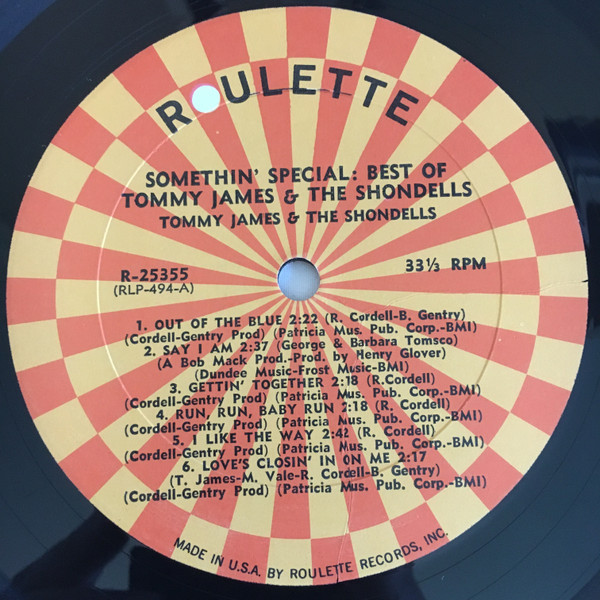 ROULETTE
SOMETHIN' SPECIAL: BEST OF
TOMMY JAMES & THE SHONDELLS
TOMMY JAMES & THE SHONDELLS
R-25355
(RLP-494-A)
33⅓ RPM
1. OUT OF THE BLUE 2:22 (R. Cordell-B. Gentry)
(Cordell-Gentry Prod) (Patricia Mus. Pub. Corp.-BMI)
2. SAY I AM 2:37 (George & Barbara Tomsco)
(A Bob Mack Prod.-Prod. by Henry Glover)
(Dundee Music-Frost Music-BMI)
3. GETTIN' TOGETHER 2:18 (R.Cordell)
(Cordell-Gentry Prod) (Patricia Mus. Pub. Corp.-BMI)
4. RUN, RUN, BABY RUN 2:18 (R. Cordell)
(Cordell-Gentry Prod) (Patricia Mus. Pub. Corp.-BMI)
5. I LIKE THE WAY 2:42 (R. Cordell)
(Cordell-Gentry Prod) (Patricia Mus. Pub. Corp.-BMI)
6. LOVE'S CLOSIN' IN ON ME 2:17
(T. James-M. Vale-R. Cordell-B. Gentry)
(Cordell-Gentry Prod) (Patricia Mus. Pub. Corp.-BMI)
MADE IN U.S.A. BY ROULETTE RECORDS, INC.